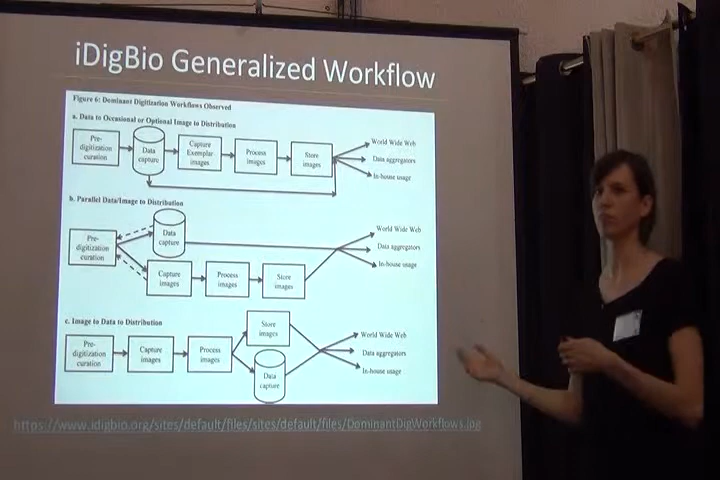 iDigBio Generalized Workflow
Figure 6: Dominant Digitization Workflows Observed
a. Data to Occasional or Optional Image to Distribution
Pre-
digitization
curation
Data
capture
Capture
Exemplar
images
Process
images
Store
images
World Wide Web
Data aggregators
In-house usage
b. Parallel Data/Image to Distribution
Pre-
digitization
curation
Data
capture
Capture
images
Process
images
Store
images
World Wide Web
Data aggregators
In-house usage
c. Image to Data to Distribution
Pre-
digitization
curation
Capture
images
Process
images
Store
images
Data
capture
World Wide Web
Data aggregators
In-house usage
https://www.idigbio.org/sites/default/files/sites/default/files/DominantDigWorkflows.jpg